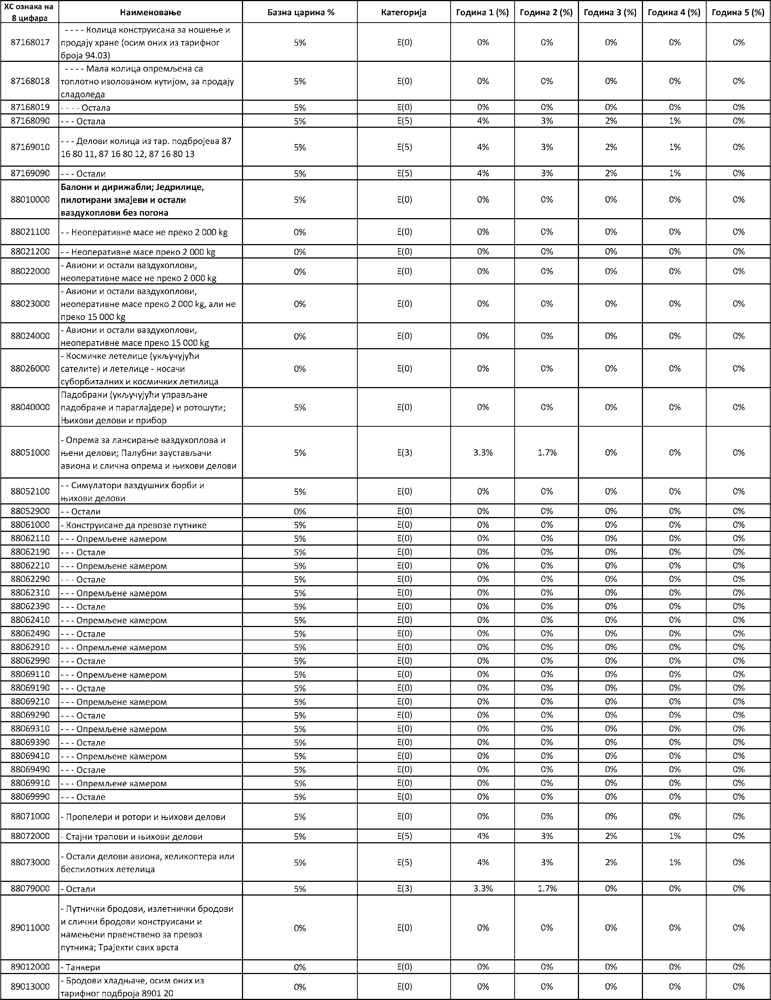 ХС ознака на 8 цифара | Наименовање | Базна царина % | Категорија | Година 1 (%) | Година 2 (%) | Година 3 (%) | Година 4 (%) | Година 5 (%)
87168017 | - - - - Колица конструисана за ношење и продају хране (осим оних из тарифног броја 94.03) | 5% | E(0) | 0% | 0% | 0% | 0% | 0%
87168018 | - - - - Мала колица опремљена са топлотно изолованом кутијом, за продају сладоледа | 5% | E(0) | 0% | 0% | 0% | 0% | 0%
87168019 | - - - - Остала | 5% | E(0) | 0% | 0% | 0% | 0% | 0%
87168090 | - - - Остала | 5% | E(5) | 4% | 3% | 2% | 1% | 0%
87169010 | - - - Делови колица из тар. подбројева 87 16 80 11, 87 16 80 12, 87 16 80 13 | 5% | E(5) | 4% | 3% | 2% | 1% | 0%
87169090 | - - - Остали | 5% | E(5) | 4% | 3% | 2% | 1% | 0%
88010000 | Балони и дирижабли; Једрилице, пилотирани змајеви и остали ваздухоплови без погона | 5% | E(0) | 0% | 0% | 0% | 0% | 0%
88021100 | - - Неоперативне масе не преко 2 000 kg | 0% | E(0) | 0% | 0% | 0% | 0% | 0%
88021200 | - - Неоперативне масе преко 2 000 kg | 0% | E(0) | 0% | 0% | 0% | 0% | 0%
88022000 | - Авиони и остали ваздухоплови, неоперативне масе не преко 2 000 kg | 0% | E(0) | 0% | 0% | 0% | 0% | 0%
88023000 | - Авиони и остали ваздухоплови, неоперативне масе преко 2 000 kg, али не преко 15 000 kg | 0% | E(0) | 0% | 0% | 0% | 0% | 0%
88024000 | - Авиони и остали ваздухоплови, неоперативне масе преко 15 000 kg | 0% | E(0) | 0% | 0% | 0% | 0% | 0%
88026000 | - Космичке летелице (укључујући сателите) и летелице - носачи суборбиталних и космичких летилица | 0% | E(0) | 0% | 0% | 0% | 0% | 0%
88040000 | Падобрани (укључујући управљане падобране и параглајдере) и ротошути; Њихови делови и прибор | 5% | E(0) | 0% | 0% | 0% | 0% | 0%
88051000 | - Опрема за лансирање ваздухоплова и њени делови; Палубни заустављачи авиона и слична опрема и њихови делови | 5% | E(3) | 3.3% | 1.7% | 0% | 0% | 0%
88052100 | - - Симулатори ваздушних борби и њихови делови | 5% | E(0) | 0% | 0% | 0% | 0% | 0%
88052900 | - - Остали | 0% | E(0) | 0% | 0% | 0% | 0% | 0%
88061000 | - Конструисане да превозе путнике | 5% | E(0) | 0% | 0% | 0% | 0% | 0%
88062110 | - - - Опремљене камером | 5% | E(0) | 0% | 0% | 0% | 0% | 0%
88062190 | - - - Остале | 5% | E(0) | 0% | 0% | 0% | 0% | 0%
88062210 | - - - Опремљене камером | 5% | E(0) | 0% | 0% | 0% | 0% | 0%
88062290 | - - - Остале | 5% | E(0) | 0% | 0% | 0% | 0% | 0%
88062310 | - - - Опремљене камером | 5% | E(0) | 0% | 0% | 0% | 0% | 0%
88062390 | - - - Остале | 5% | E(0) | 0% | 0% | 0% | 0% | 0%
88062410 | - - - Опремљене камером | 5% | E(0) | 0% | 0% | 0% | 0% | 0%
88062490 | - - - Остале | 5% | E(0) | 0% | 0% | 0% | 0% | 0%
88062910 | - - - Опремљене камером | 5% | E(0) | 0% | 0% | 0% | 0% | 0%
88062990 | - - - Остале | 5% | E(0) | 0% | 0% | 0% | 0% | 0%
88069110 | - - - Опремљене камером | 5% | E(0) | 0% | 0% | 0% | 0% | 0%
88069190 | - - - Остале | 5% | E(0) | 0% | 0% | 0% | 0% | 0%
88069210 | - - - Опремљене камером | 5% | E(0) | 0% | 0% | 0% | 0% | 0%
88069290 | - - - Остале | 5% | E(0) | 0% | 0% | 0% | 0% | 0%
88069310 | - - - Опремљене камером | 5% | E(0) | 0% | 0% | 0% | 0% | 0%
88069390 | - - - Остале | 5% | E(0) | 0% | 0% | 0% | 0% | 0%
88069410 | - - - Опремљене камером | 5% | E(0) | 0% | 0% | 0% | 0% | 0%
88069490 | - - - Остале | 5% | E(0) | 0% | 0% | 0% | 0% | 0%
88069910 | - - - Опремљене камером | 5% | E(0) | 0% | 0% | 0% | 0% | 0%
88069990 | - - - Остале | 5% | E(0) | 0% | 0% | 0% | 0% | 0%
88071000 | - Пропелери и ротори и њихови делови | 5% | E(0) | 0% | 0% | 0% | 0% | 0%
88072000 | - Стајни трапови и њихови делови | 5% | E(5) | 4% | 3% | 2% | 1% | 0%
88073000 | - Остали делови авиона, хеликоптера или беспилотних летелица | 5% | E(5) | 4% | 3% | 2% | 1% | 0%
88079000 | - Остали | 5% | E(3) | 3.3% | 1.7% | 0% | 0% | 0%
89011000 | - Путнички бродови, излетнички бродови и слични бродови конструисани и намењени првенствено за превоз путника; Трајекти свих врста | 0% | E(0) | 0% | 0% | 0% | 0% | 0%
89012000 | - Танкери | 0% | E(0) | 0% | 0% | 0% | 0% | 0%
89013000 | - Бродови хладњаче, осим оних из тарифног подброја 8901 20 | 0% | E(0) | 0% | 0% | 0% | 0% | 0%